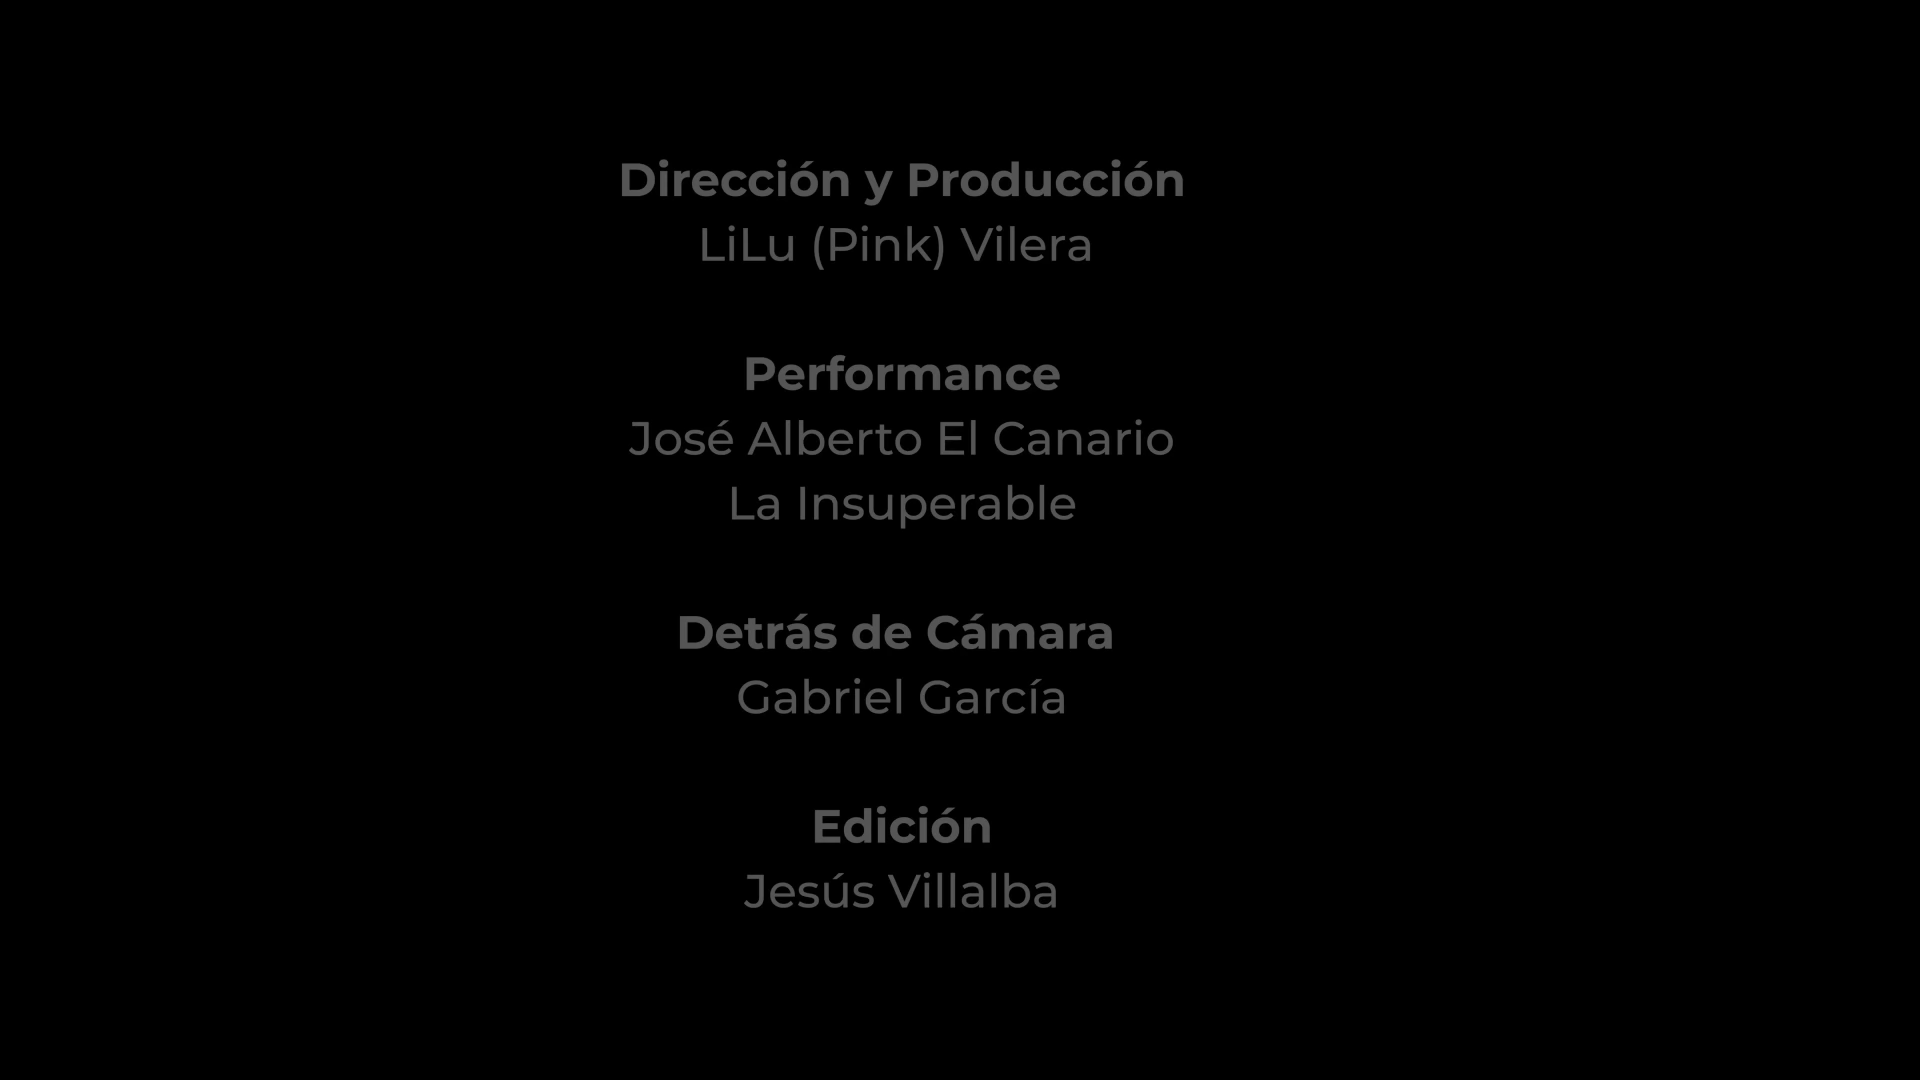 Dirección y Producción
LiLu (Pink) Vilera
Performance
José Alberto El Canario
La Insuperable
Detrás de Cámara
Gabriel García
Edición
Jesús Villalba